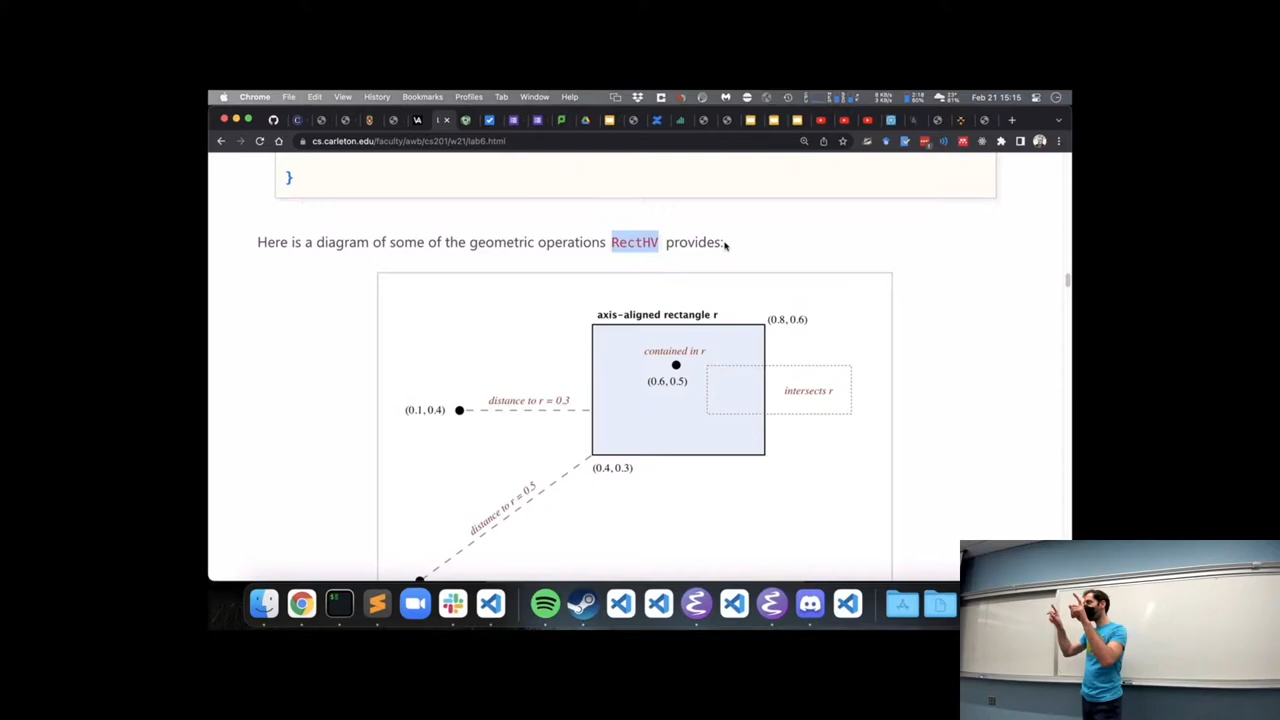 Chrome File Edit View History Bookmarks Profiles Tab Window Help
Feb 21 15:15
cs.carleton.edu/faculty/awb/cs201/w21/lab6.html
}
Here is a diagram of some of the geometric operations RectHV provides:
axis-aligned rectangle r
(0.8, 0.6)
contained in r
(0.6, 0.5)
intersects r
distance to r = 0.3
(0.1, 0.4)
(0.4, 0.3)
distance to r = 0.5